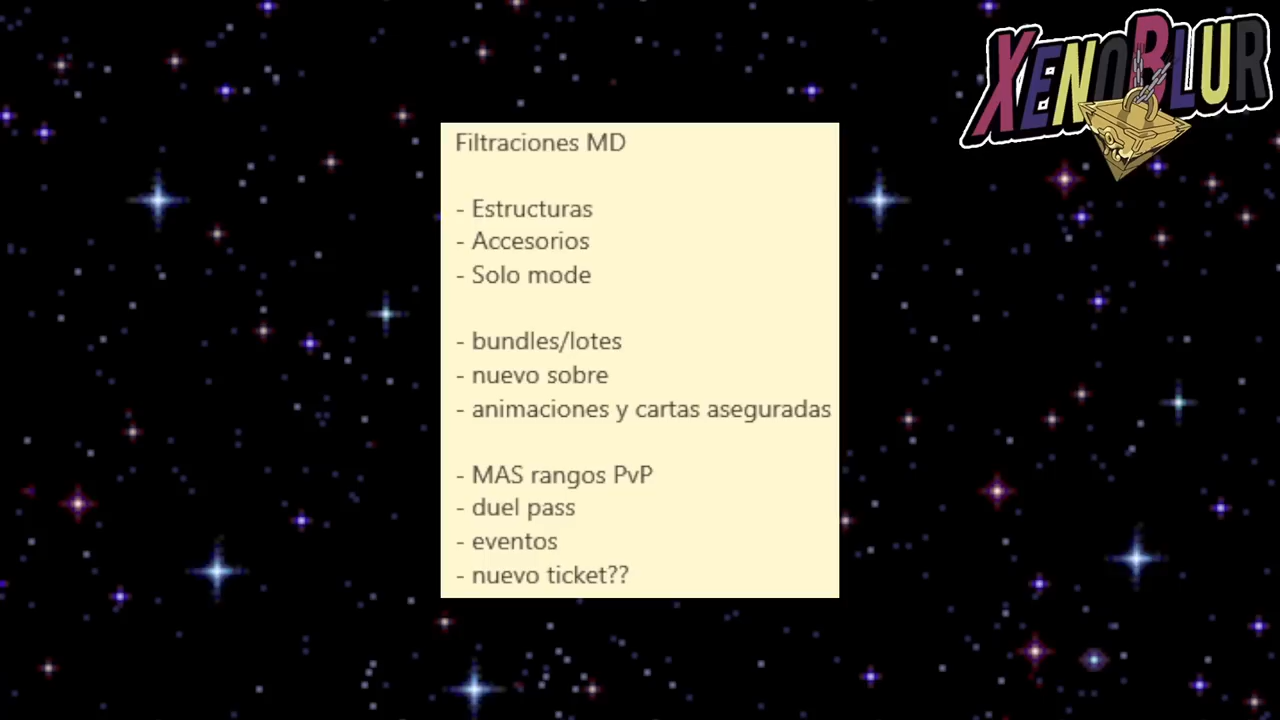 XENOBLUR
Filtraciones MD
- Estructuras
- Accesorios
- Solo mode
- bundles/lotes
- nuevo sobre
- animaciones y cartas aseguradas
- MAS rangos PvP
- duel pass
- eventos
- nuevo ticket??